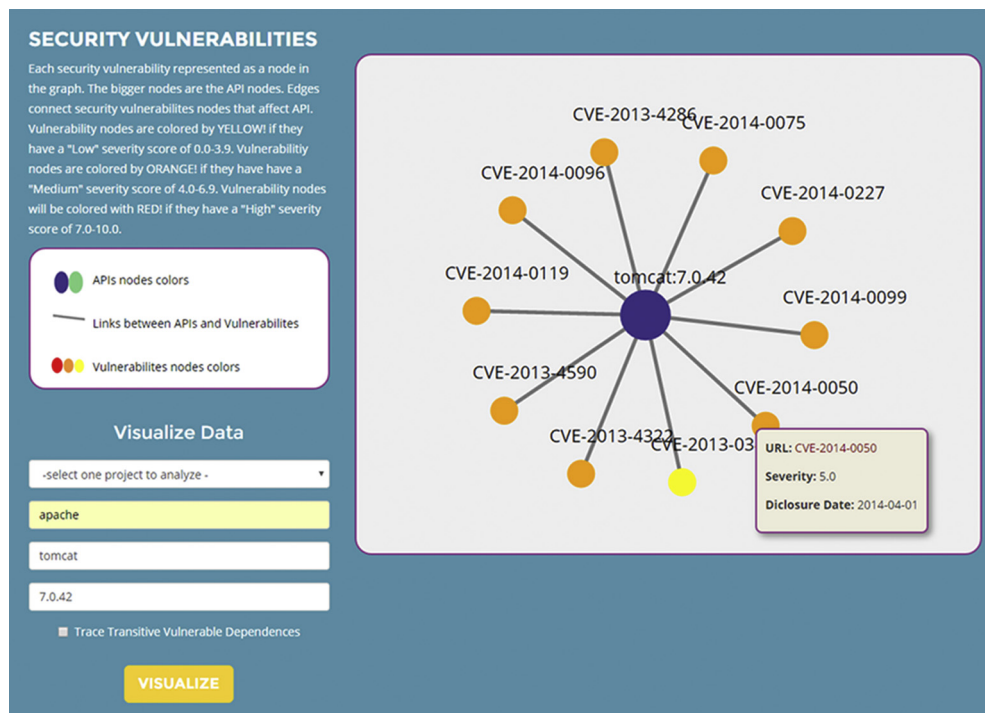 SECURITY VULNERABILITIES
Each security vulnerability represented as a node in
the graph. The bigger nodes are the API nodes. Edges
connect security vulnerabilites nodes that affect API.
Vulnerability nodes are colored by YELLOW! if they
have a "Low" severity score of 0.0-3.9. Vulnerabilitiy
nodes are colored by ORANGE! if they have have a
"Medium" severity score of 4.0-6.9. Vulnerability nodes
will be colored with RED! if they have a "High" severity
score of 7.0-10.0.
APIs nodes colors
Links between APIs and Vulnerabilites
Vulnerabilites nodes colors
Visualize Data
-select one project to analyze -
apache
tomcat
7.0.42
Trace Transitive Vulnerable Dependences
VISUALIZE
CVE-2013-4286
CVE-2014-0075
CVE-2014-0096
CVE-2014-0227
CVE-2014-0119
tomcat:7.0.42
CVE-2014-0099
CVE-2013-4590
CVE-2014-0050
CVE-2013-4322
CVE-2013-03
URL: CVE-2014-0050
Severity: 5.0
Diclosure Date: 2014-04-01